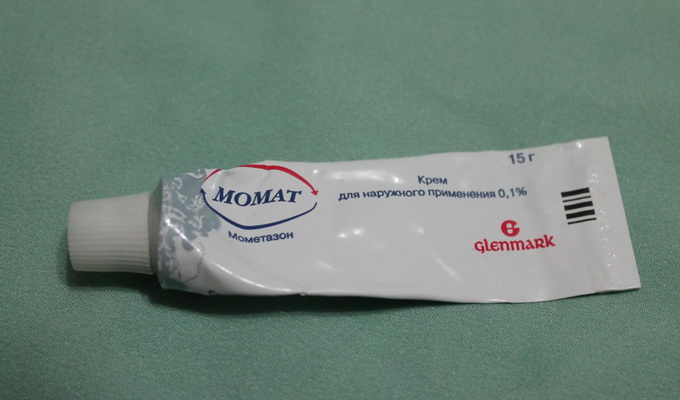 МОМАТ
Мометазон
15 г
Крем
для наружного применения 0,1%
Glenmark